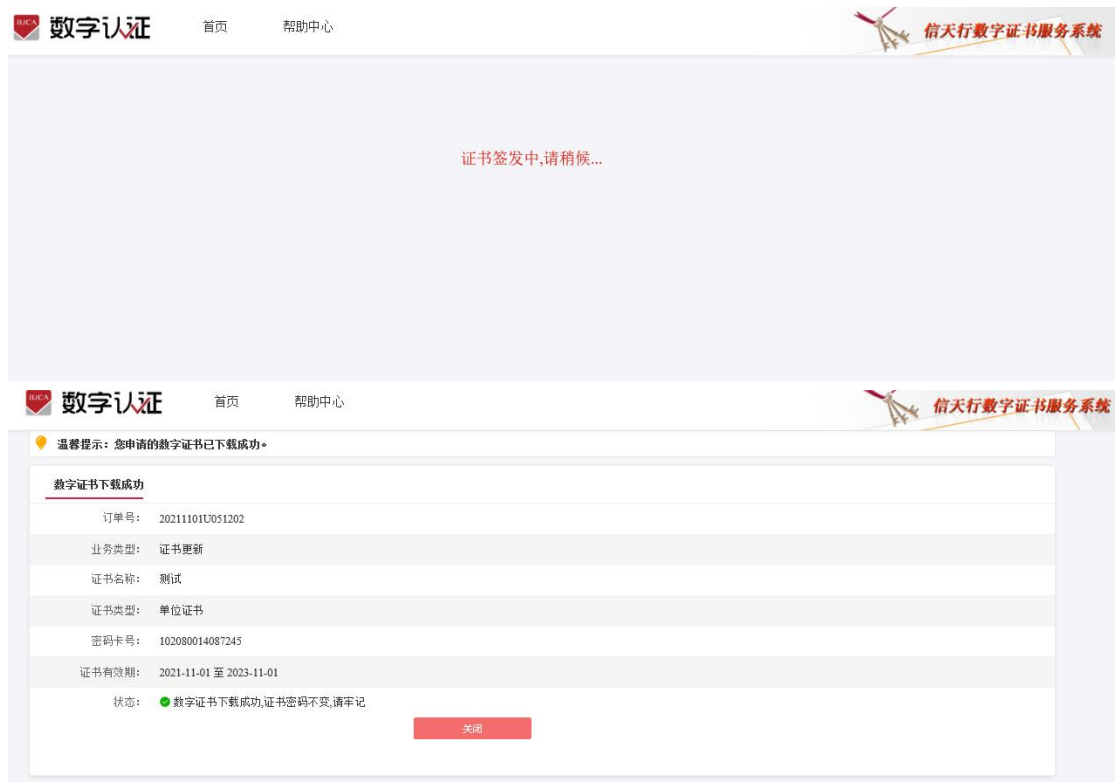 BJCA 数字认证 首页 帮助中心 信天行数字证书服务系统
证书签发中,请稍候...
BJCA 数字认证 首页 帮助中心 信天行数字证书服务系统
温馨提示：您申请的数字证书已下载成功。
数字证书下载成功
订单号： 20211101U051202
业务类型： 证书更新
证书名称： 测试
证书类型： 单位证书
密码卡号： 102080014087245
证书有效期： 2021-11-01 至 2023-11-01
状态： 数字证书下载成功,证书密码不变,请牢记
关闭